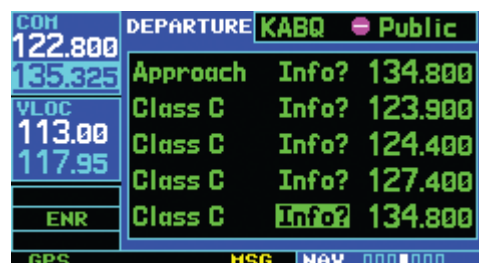 COM
122.800
135.325
VLOC
113.00
117.95
ENR
DEPARTURE KABQ Public
Approach Info? 134.800
Class C Info? 123.900
Class C Info? 124.400
Class C Info? 127.400
Class C Info? 134.800
GPS MSG NAV